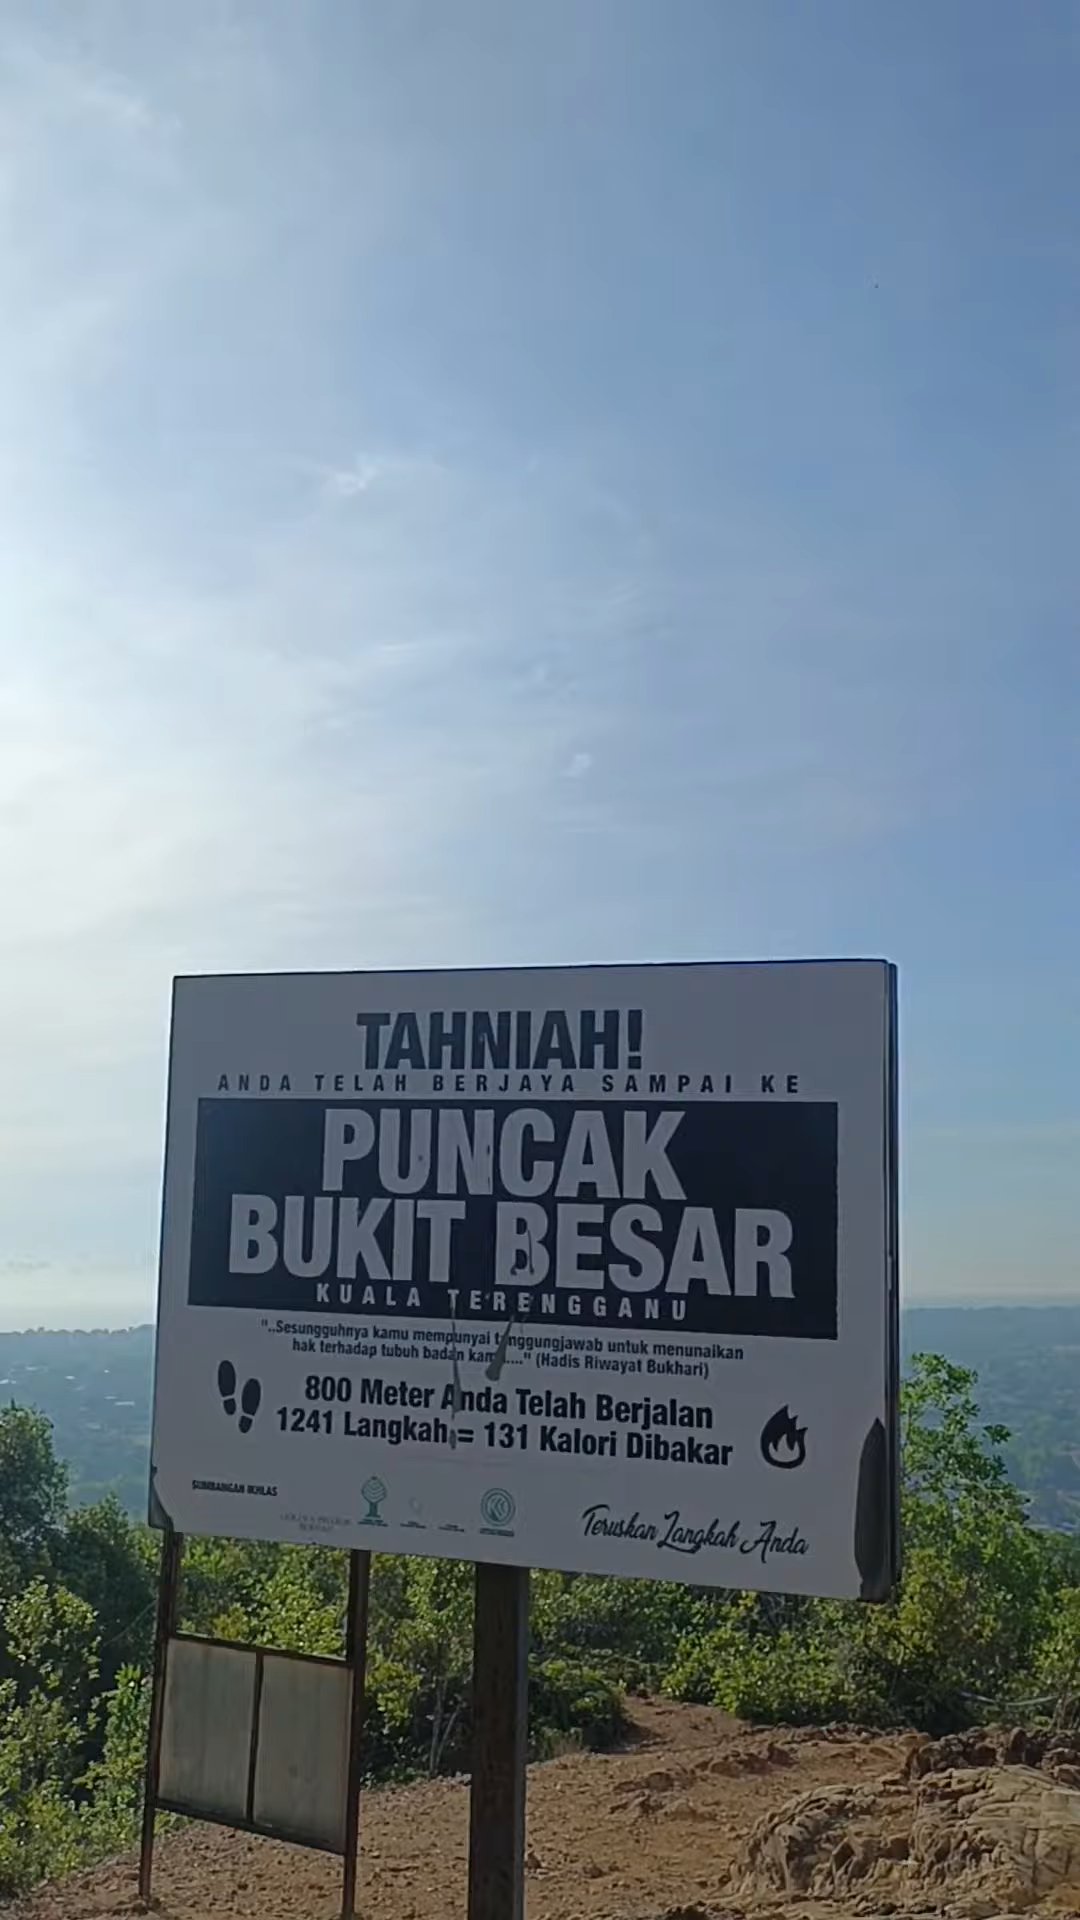 TAHNIAH!
ANDA TELAH BERJAYA SAMPAI KE
PUNCAK
BUKIT BESAR
KUALA TERENGGANU
"..Sesungguhnya kamu mempunyai tanggungjawab untuk menunaikan
hak terhadap tubuh badan kamu...." (Hadis Riwayat Bukhari)
800 Meter Anda Telah Berjalan
1241 Langkah = 131 Kalori Dibakar
SUMBANGAN IKHLAS
Teruskan Langkah Anda